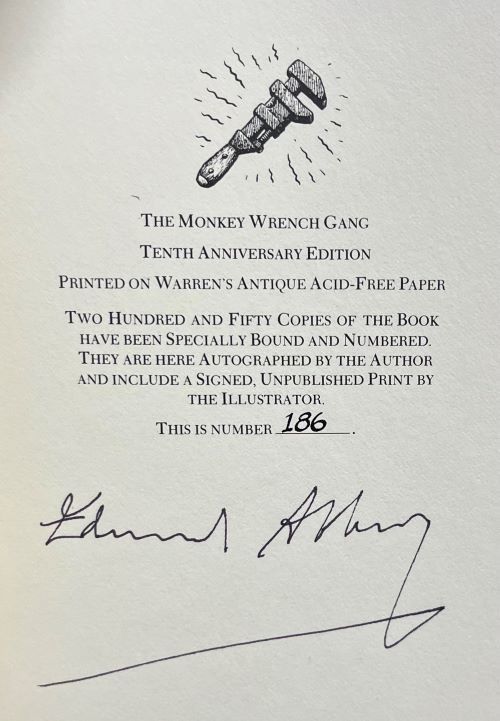 The Monkey Wrench Gang
Tenth Anniversary Edition
Printed on Warren's Antique Acid-Free Paper
Two Hundred and Fifty Copies of the Book
have been Specially Bound and Numbered.
They are here Autographed by the Author
and include a Signed, Unpublished Print by
the Illustrator.
This is number 186.
Edward Abbey